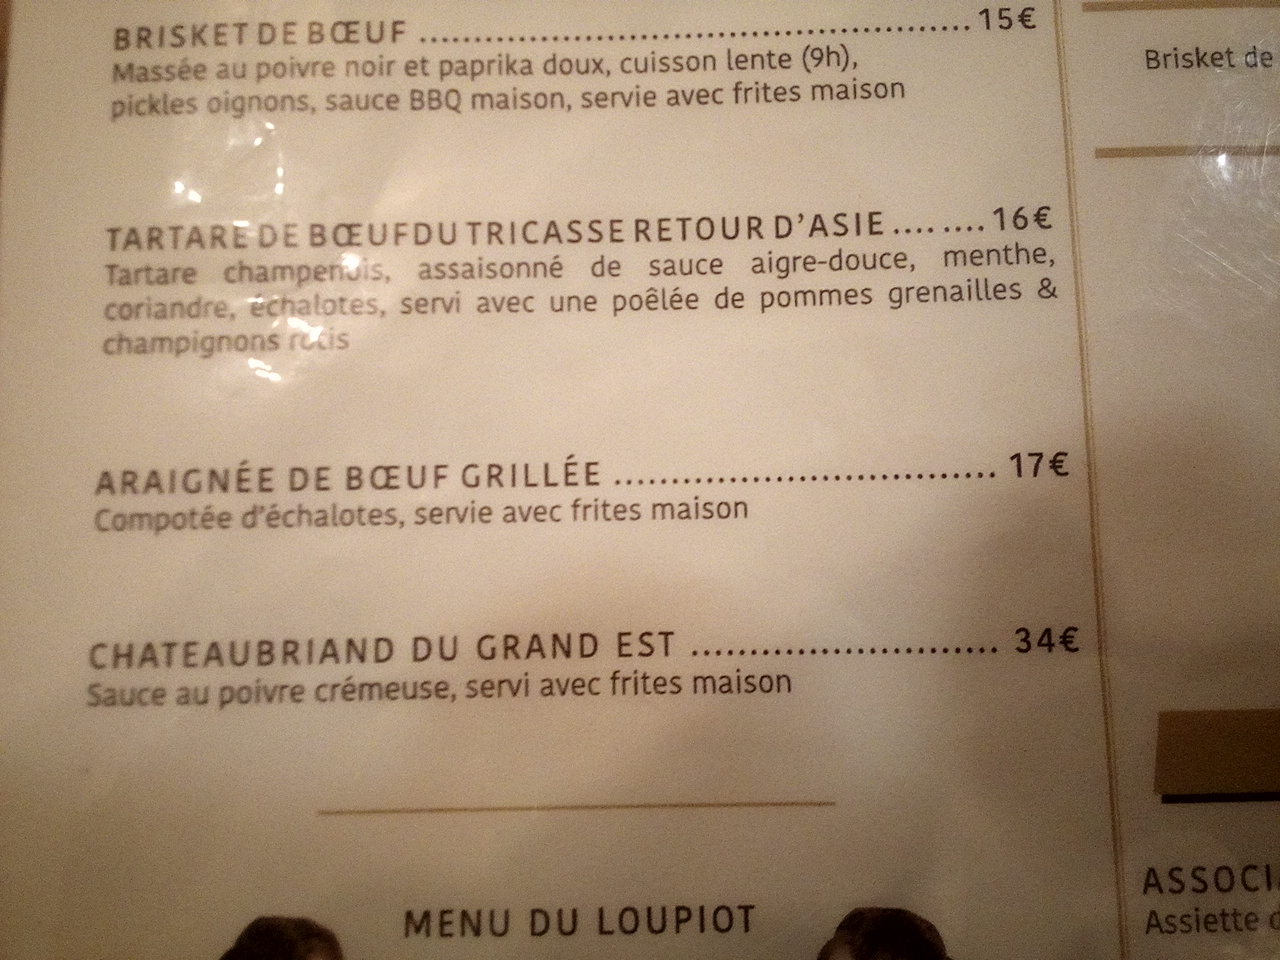 BRISKET DE BŒUF ................................................ 15€
Massée au poivre noir et paprika doux, cuisson lente (9h),
pickles oignons, sauce BBQ maison, servie avec frites maison
TARTARE DE BŒUF DU TRICASSE RETOUR D'ASIE ........ 16€
Tartare champenois, assaisonné de sauce aigre-douce, menthe,
coriandre, échalotes, servi avec une poêlée de pommes grenailles &
champignons rotis
ARAIGNÉE DE BŒUF GRILLÉE ................................. 17€
Compotée d'échalotes, servie avec frites maison
CHATEAUBRIAND DU GRAND EST .......................... 34€
Sauce au poivre crémeuse, servi avec frites maison
MENU DU LOUPIOT
Brisket de
ASSOCI
Assiette